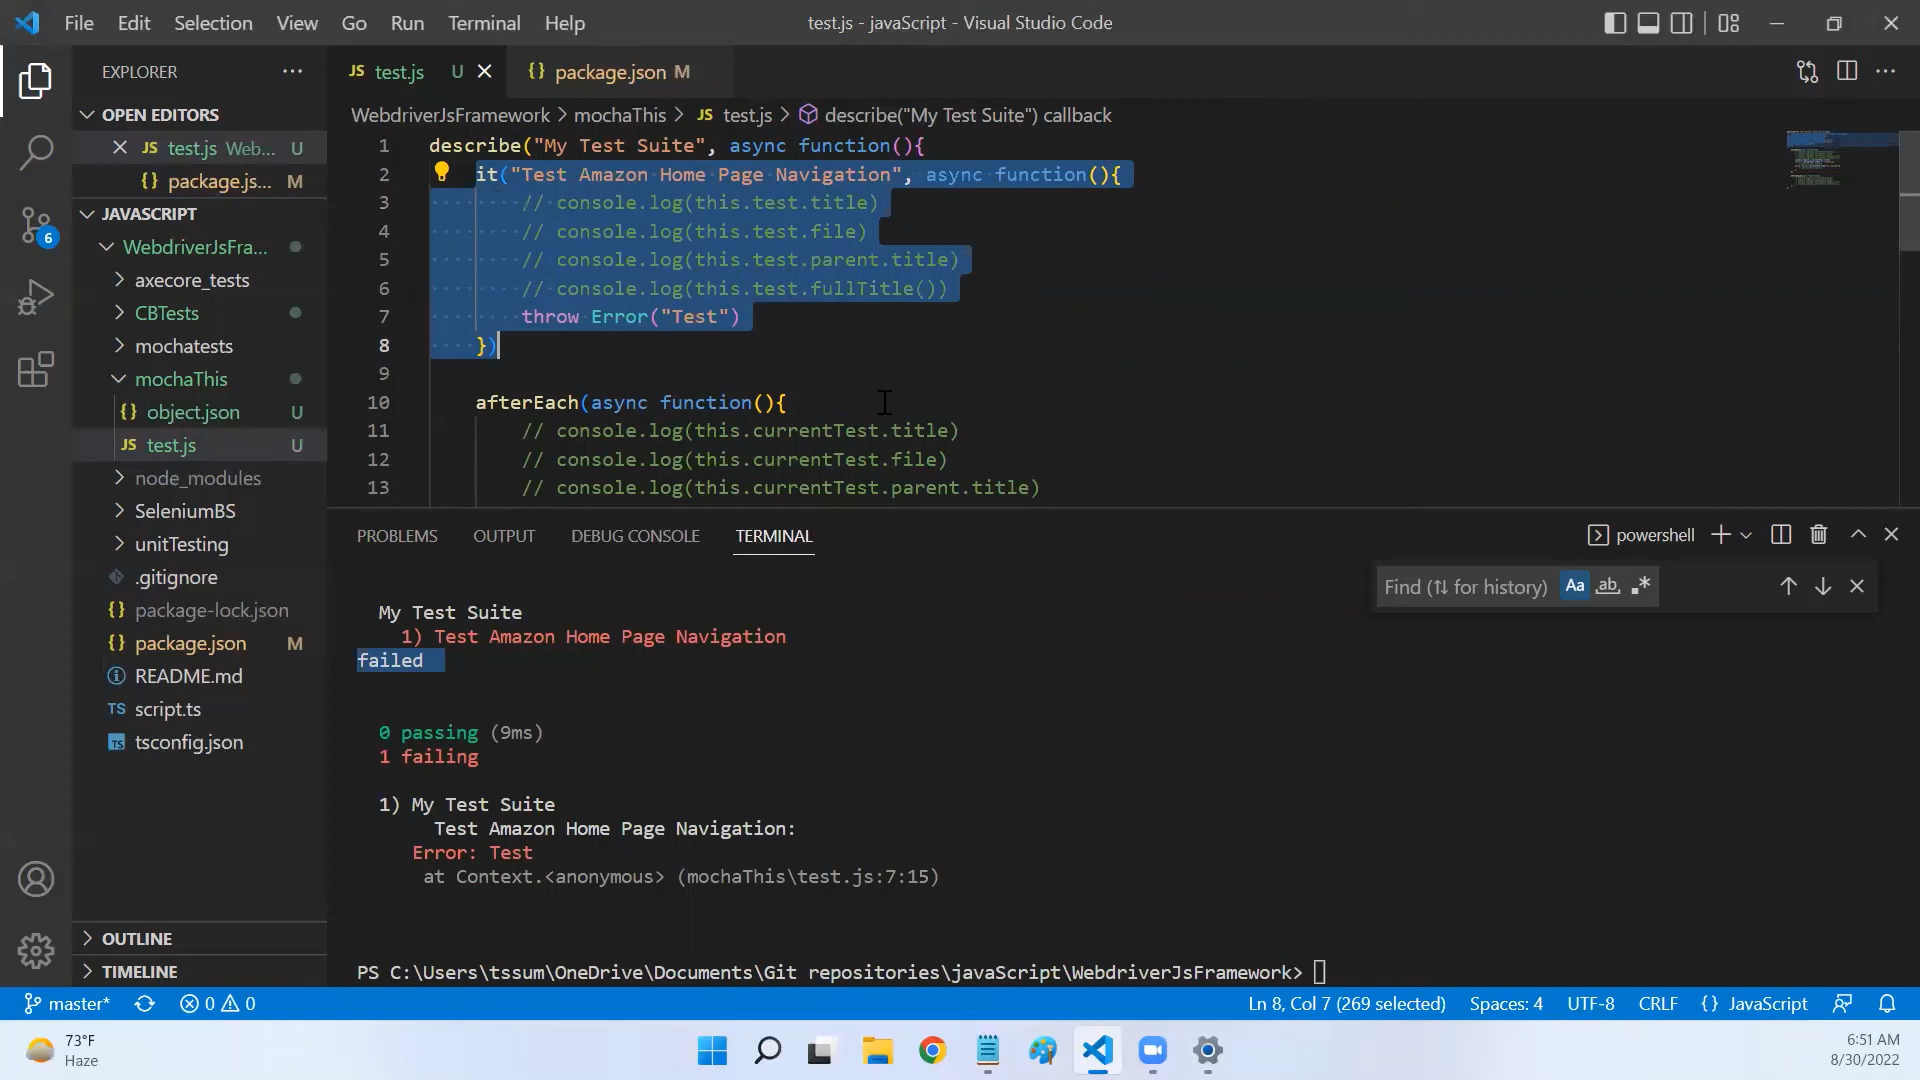 File Edit Selection View Go Run Terminal Help
test.js - javaScript - Visual Studio Code
EXPLORER
OPEN EDITORS
JS test.js Web... U
{} package.js... M
JAVASCRIPT
WebdriverJsFra...
axecore_tests
CBTests
mochatests
mochaThis
{} object.json U
JS test.js U
node_modules
SeleniumBS
unitTesting
.gitignore
{} package-lock.json
{} package.json M
README.md
TS script.ts
TS tsconfig.json
OUTLINE
TIMELINE
6
JS test.js U
{} package.json M
WebdriverJsFramework > mochaThis > JS test.js > describe("My Test Suite") callback
1 describe("My Test Suite", async function(){
2 it("Test Amazon Home Page Navigation", async function(){
3 // console.log(this.test.title)
4 // console.log(this.test.file)
5 // console.log(this.test.parent.title)
6 // console.log(this.test.fullTitle())
7 throw Error("Test")
8 })
9
10 afterEach(async function(){
11 // console.log(this.currentTest.title)
12 // console.log(this.currentTest.file)
13 // console.log(this.currentTest.parent.title)
PROBLEMS OUTPUT DEBUG CONSOLE TERMINAL
powershell
Find (⇅ for history) Aa ab .*
My Test Suite
1) Test Amazon Home Page Navigation
failed
0 passing (9ms)
1 failing
1) My Test Suite
Test Amazon Home Page Navigation:
Error: Test
at Context.<anonymous> (mochaThis\test.js:7:15)
PS C:\Users\tssum\OneDrive\Documents\Git repositories\javaScript\WebdriverJsFramework>
master* 0 0
Ln 8, Col 7 (269 selected) Spaces: 4 UTF-8 CRLF {} JavaScript
73°F
Haze
6:51 AM
8/30/2022